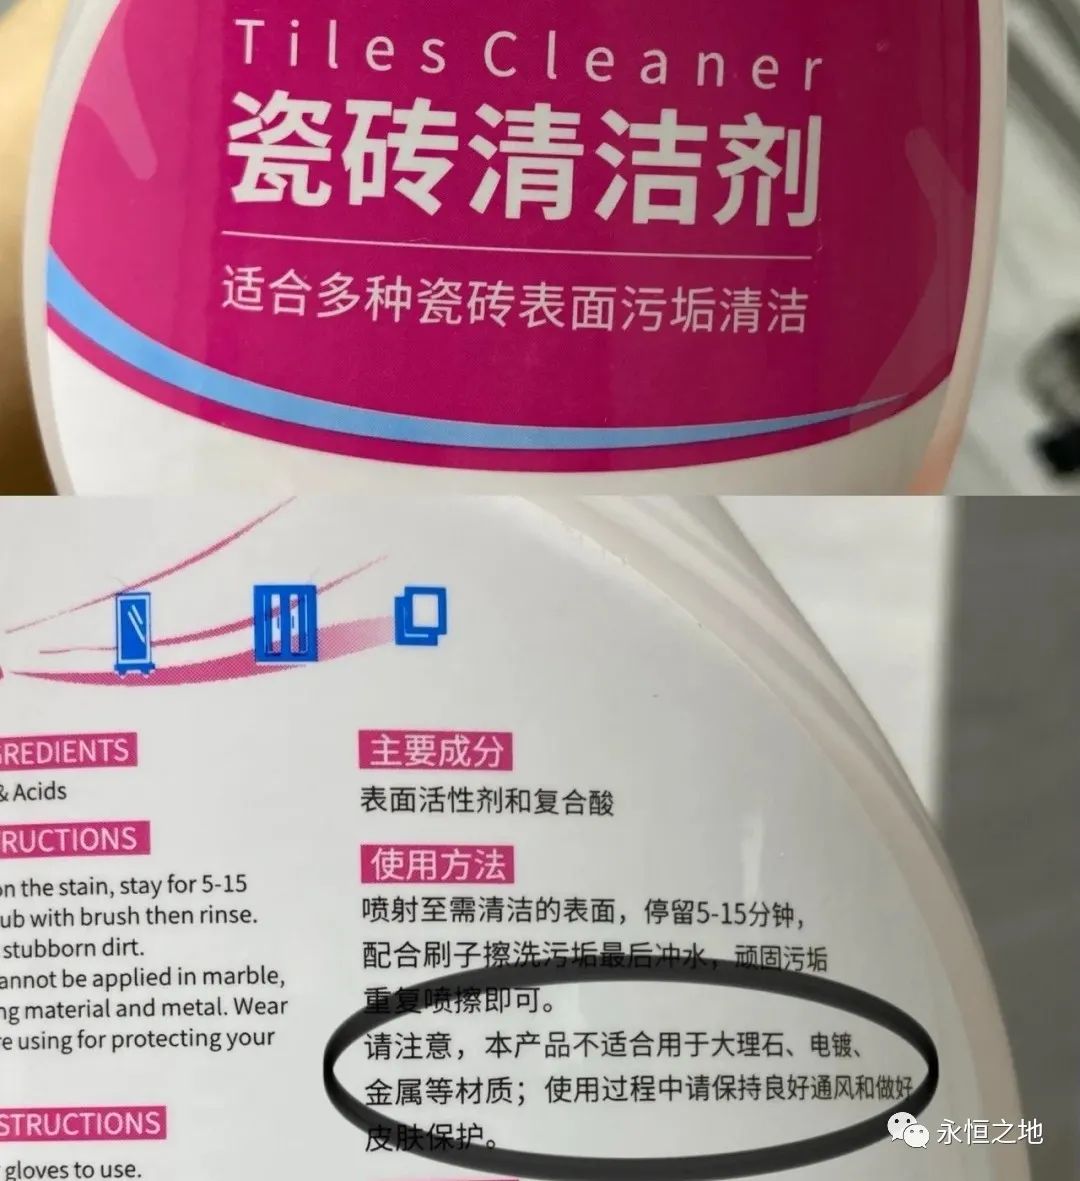 Tiles Cleaner
瓷砖清洁剂
适合多种瓷砖表面污垢清洁
GREDIENTS
& Acids
RUCTIONS
on the stain, stay for 5-15
ub with brush then rinse.
stubborn dirt.
annot be applied in marble,
ng material and metal. Wear
re using for protecting your
STRUCTIONS
gloves to use.
主要成分
表面活性剂和复合酸
使用方法
喷射至需清洁的表面，停留5-15分钟，
配合刷子擦洗污垢最后冲水，顽固污垢
重复喷擦即可。
请注意，本产品不适合用于大理石、电镀、
金属等材质；使用过程中请保持良好通风和做好
皮肤保护。
永恒之地